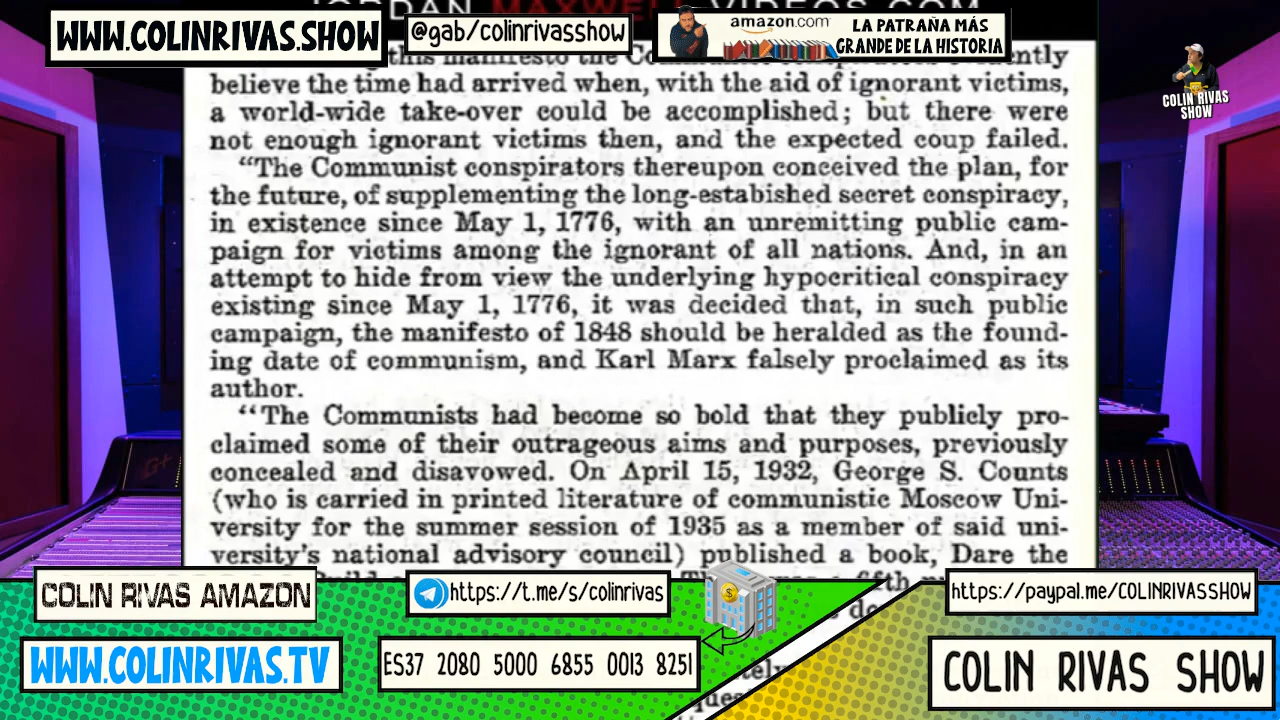 JORDAN MAXWELL VIDEOS.COM
WWW.COLINRIVAS.SHOW
@gab/colinrivasshow
amazon.com
LA PATRAÑA MÁS
GRANDE DE LA HISTORIA
COLIN RIVAS
SHOW
this manifesto the
believe the time had arrived when, with the aid of ignorant victims,
a world-wide take-over could be accomplished; but there were
not enough ignorant victims then, and the expected coup failed.
"The Communist conspirators thereupon conceived the plan, for
the future, of supplementing the long-estabished secret conspiracy,
in existence since May 1, 1776, with an unremitting public cam-
paign for victims among the ignorant of all nations. And, in an
attempt to hide from view the underlying hypocritical conspiracy
existing since May 1, 1776, it was decided that, in such public
campaign, the manifesto of 1848 should be heralded as the found-
ing date of communism, and Karl Marx falsely proclaimed as its
author.
"The Communists had become so bold that they publicly pro-
claimed some of their outrageous aims and purposes, previously
concealed and disavowed. On April 15, 1932, George S. Counts
(who is carried in printed literature of communistic Moscow Uni-
versity for the summer session of 1935 as a member of said uni-
versity's national advisory council) published a book, Dare the
COLIN RIVAS AMAZON
https://t.me/s/colinrivas
https://paypal.me/COLINRIVASSHOW
WWW.COLINRIVAS.TV
ES37 2080 5000 6855 0013 8251
COLIN RIVAS SHOW